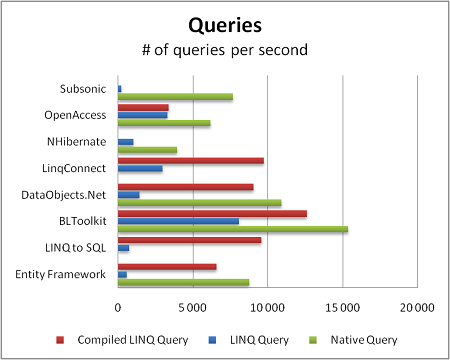 Queries
# of queries per second
Subsonic
OpenAccess
NHibernate
LinqConnect
DataObjects.Net
BLToolkit
LINQ to SQL
Entity Framework
0 5 000 10 000 15 000 20 000
Compiled LINQ Query LINQ Query Native Query